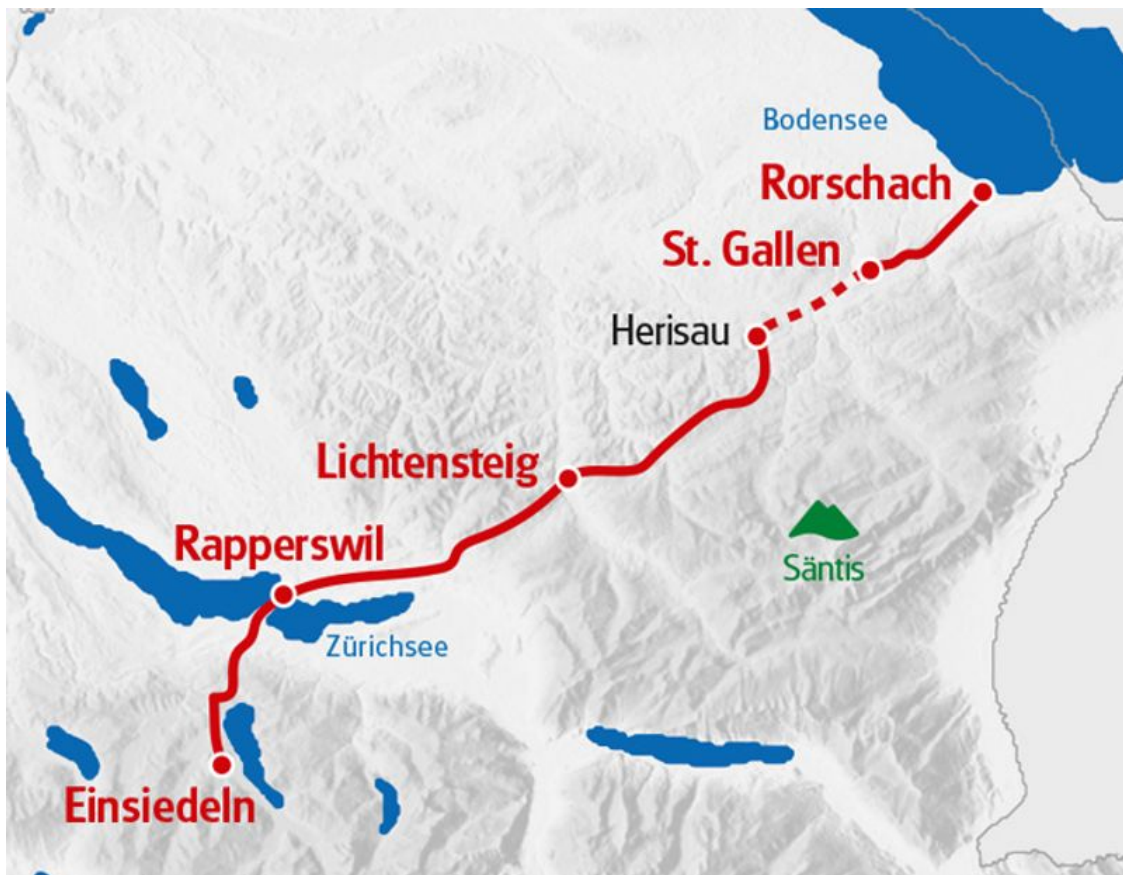 Bodensee
Rorschach
St. Gallen
Herisau
Lichtensteig
Rapperswil
Säntis
Zürichsee
Einsiedeln